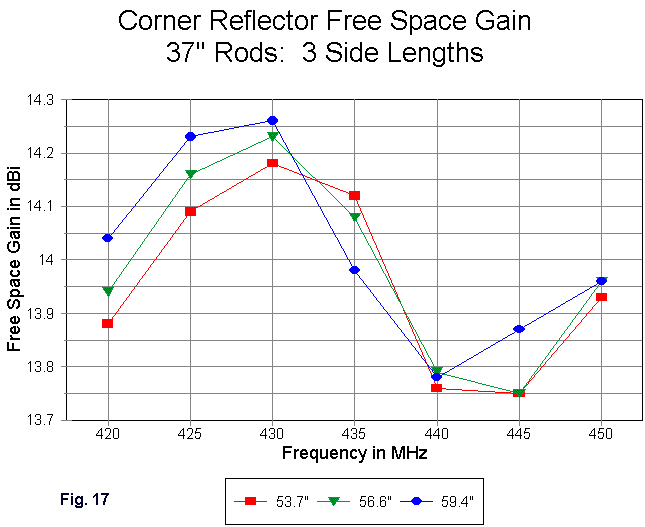 Corner Reflector Free Space Gain
37" Rods:  3 Side Lengths
Free Space Gain in dBi
14.3
14.2
14.1
14
13.9
13.8
13.7
420 425 430 435 440 445 450
Frequency in MHz
Fig. 17
53.7" 56.6" 59.4"